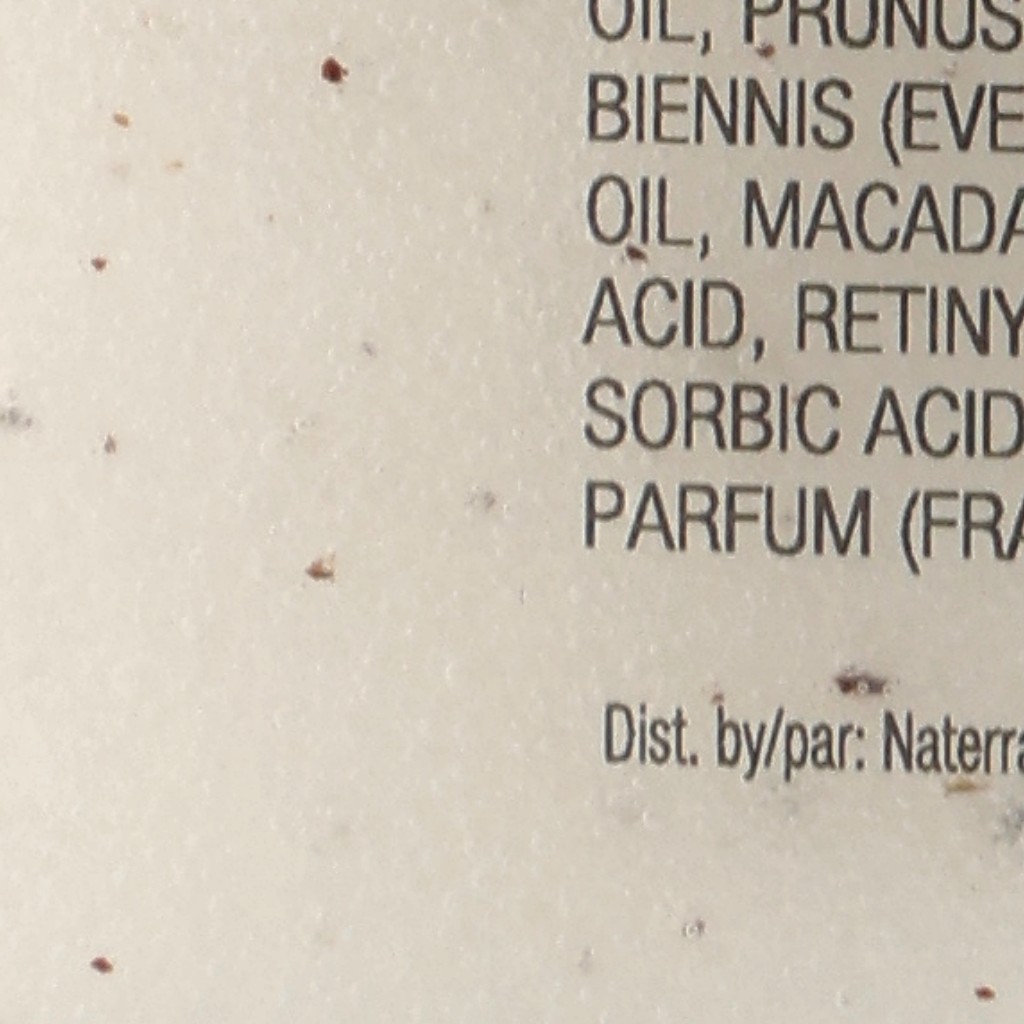 OIL, PRUNUS
BIENNIS (EVE
OIL, MACADA
ACID, RETINY
SORBIC ACID
PARFUM (FRA
Dist. by/par: Naterra